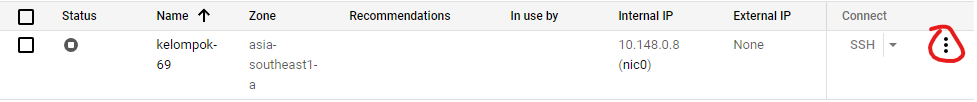 Status Name Zone Recommendations In use by Internal IP External IP Connect
kelompok- asia- 10.148.0.8 None SSH
69 southeast1- (nic0)
a